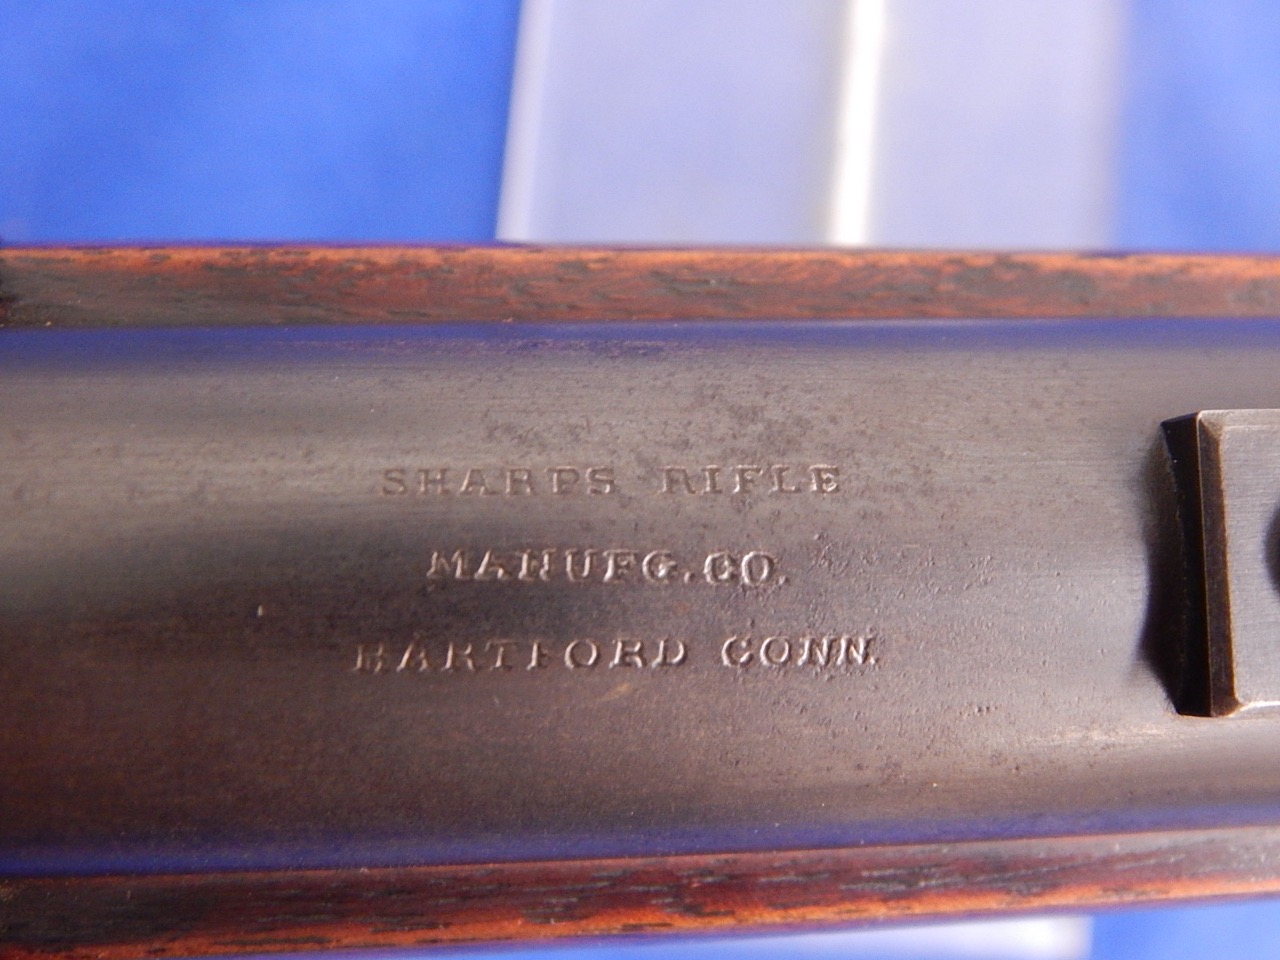 SHARPS RIFLE
MANUFG. CO.
HARTFORD CONN.